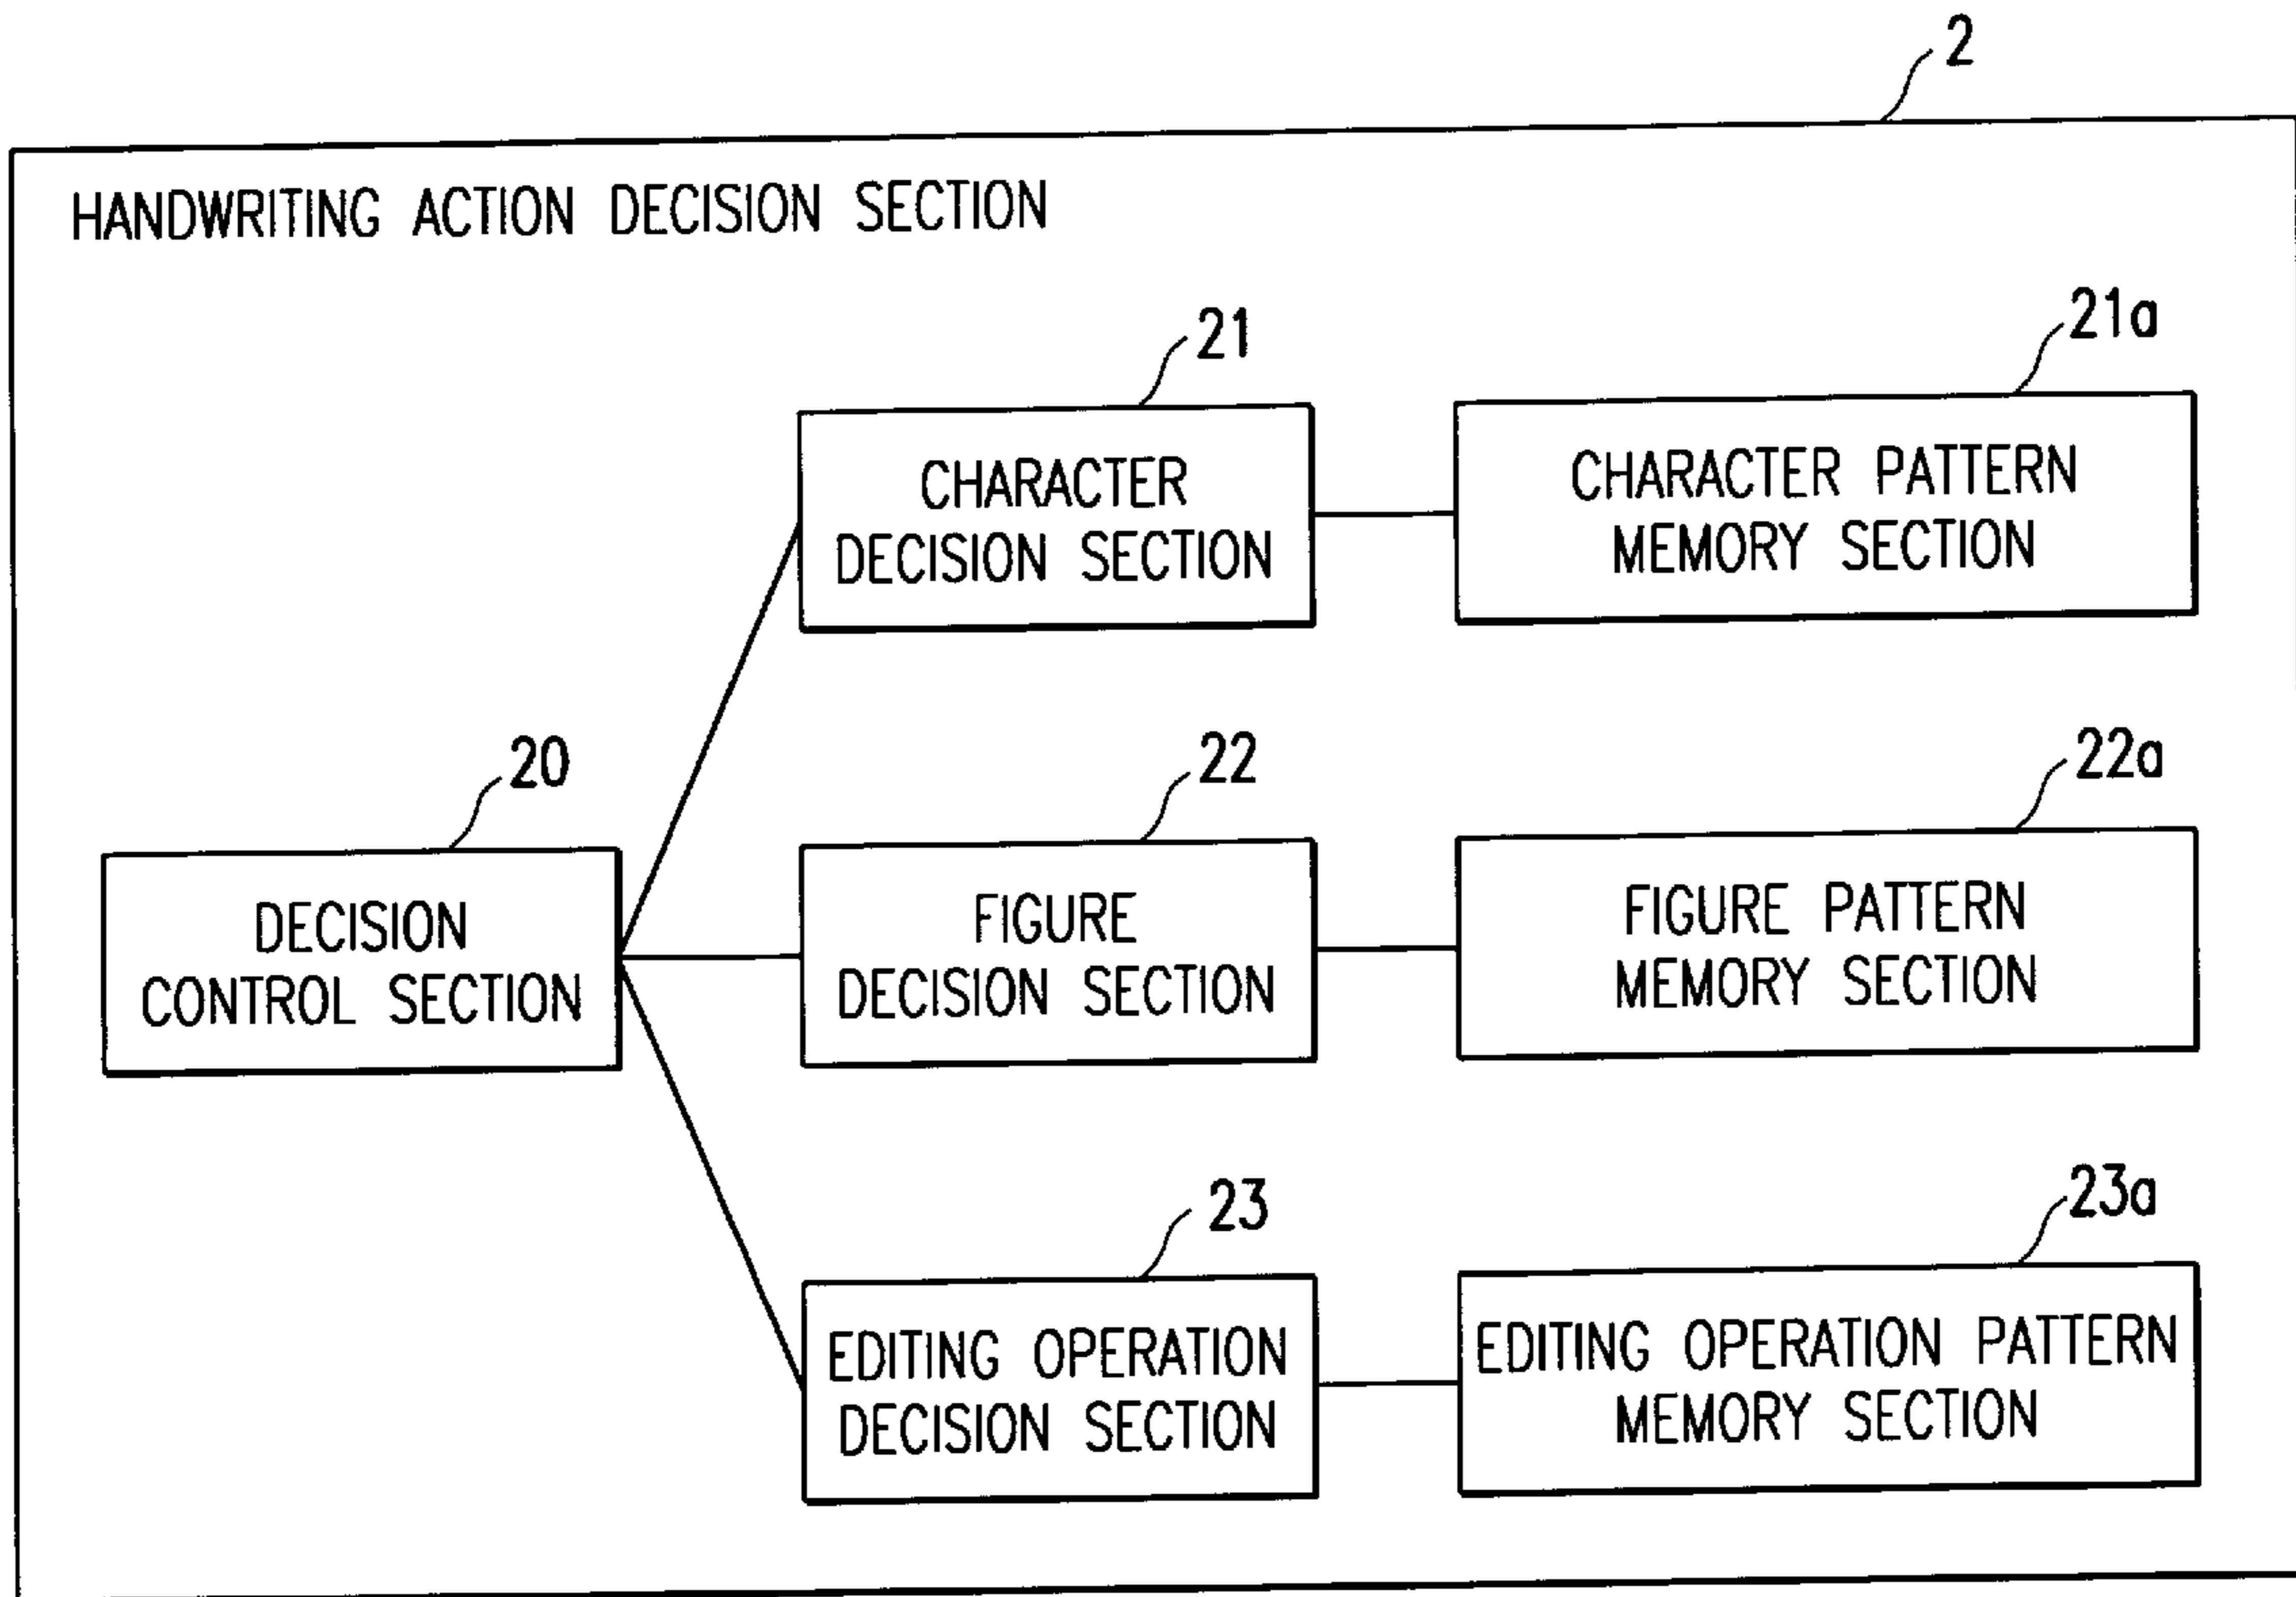 2
HANDWRITING ACTION DECISION SECTION
21
21a
CHARACTER
DECISION SECTION
CHARACTER PATTERN
MEMORY SECTION
20
22
22a
DECISION
CONTROL SECTION
FIGURE
DECISION SECTION
FIGURE PATTERN
MEMORY SECTION
23
23a
EDITING OPERATION
DECISION SECTION
EDITING OPERATION PATTERN
MEMORY SECTION